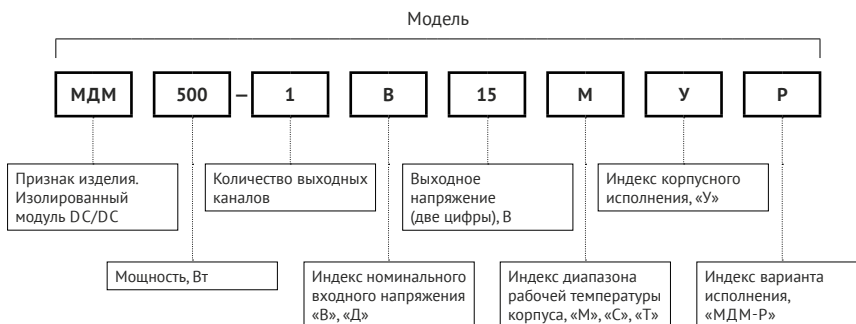 Модель
МДМ 500 – 1 В 15 М У Р
Признак изделия.
Изолированный
модуль DC/DC
Количество выходных
каналов
Выходное
напряжение
(две цифры), В
Индекс корпусного
исполнения, «У»
Мощность, Вт
Индекс номинального
входного напряжения
«В», «Д»
Индекс диапазона
рабочей температуры
корпуса, «М», «С», «Т»
Индекс варианта
исполнения,
«МДМ-Р»